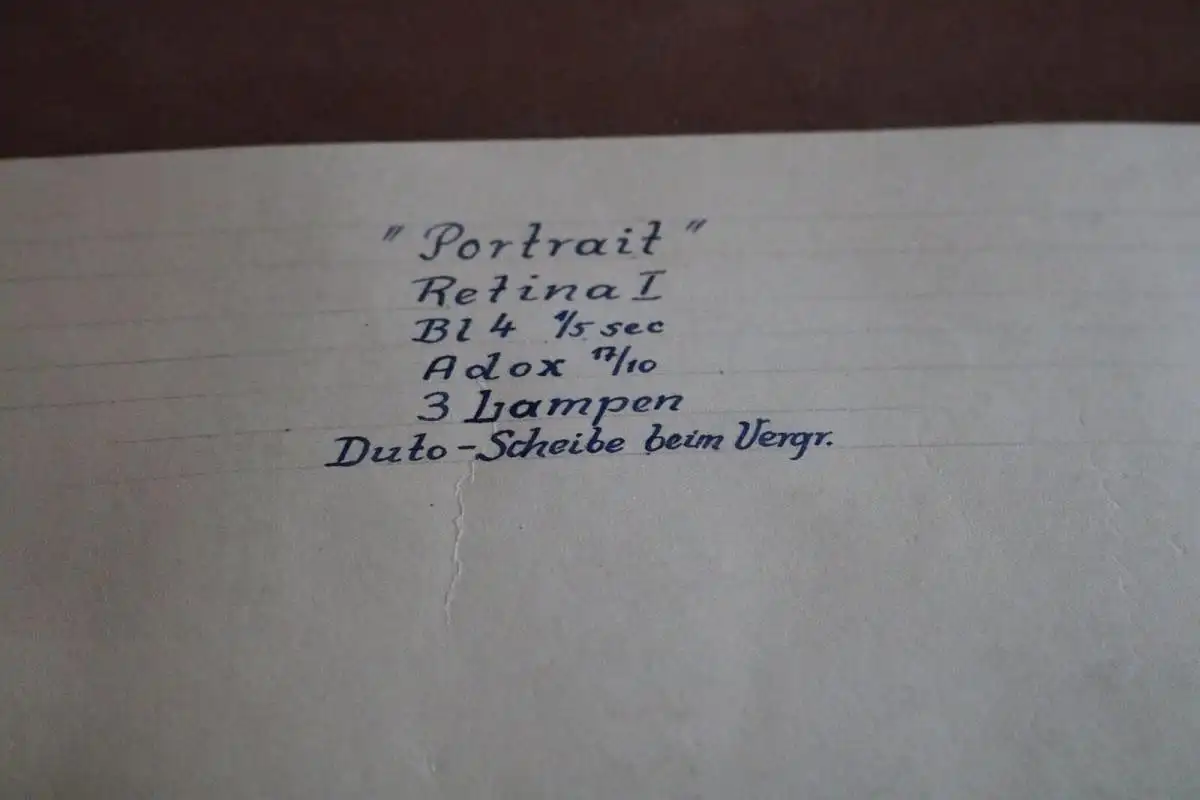 "Portrait"
Retina I
Bl 4 1/5 sec
Adox 17/10
3 Lampen
Duto-Scheibe beim Vergr.